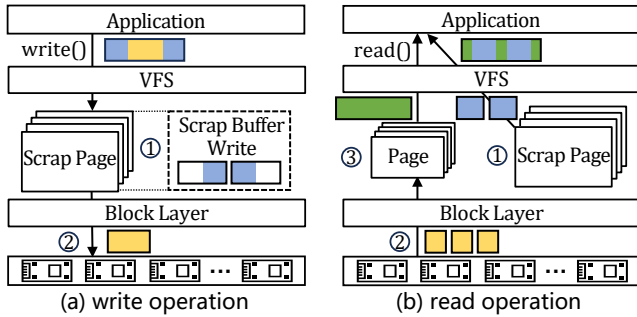 Application
write()
VFS
Scrap Page
①
Scrap Buffer
Write
Block Layer
②
...
(a) write operation
Application
read()
VFS
③
Page
①
Scrap Page
Block Layer
②
...
(b) read operation